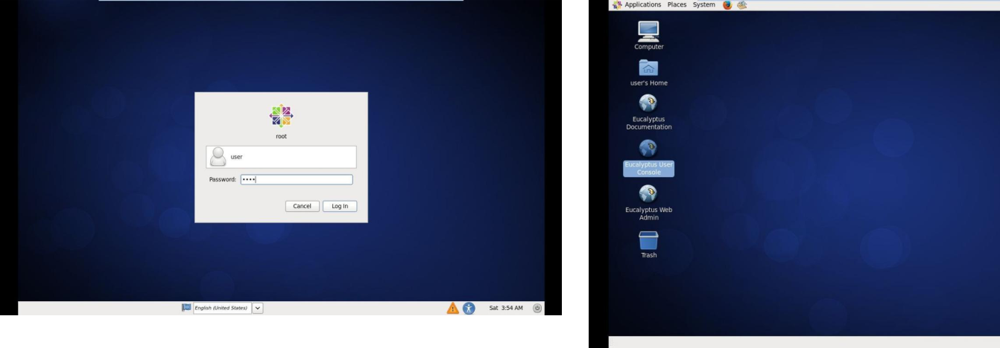 root
user
Password: ••••
Cancel Log In
English (United States)
Sat 3:54 AM
Applications Places System
Computer
user's Home
Eucalyptus
Documentation
Eucalyptus User
Console
Eucalyptus Web
Admin
Trash